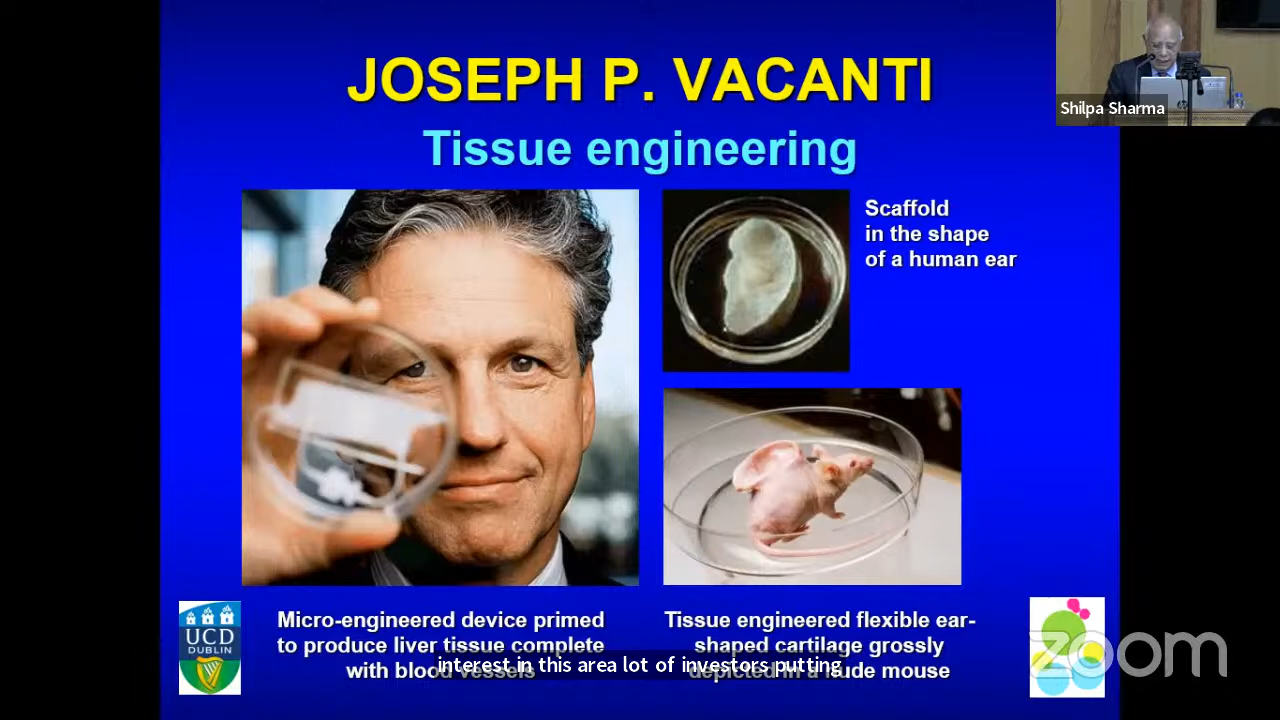 JOSEPH P. VACANTI
Tissue engineering
Shilpa Sharma
Scaffold
in the shape
of a human ear
UCD
DUBLIN
Micro-engineered device primed
to produce liver tissue complete
with blood vessels
Tissue engineered flexible ear-
shaped cartilage grossly
depicted in a nude mouse
interest in this area lot of investors putting
zoom